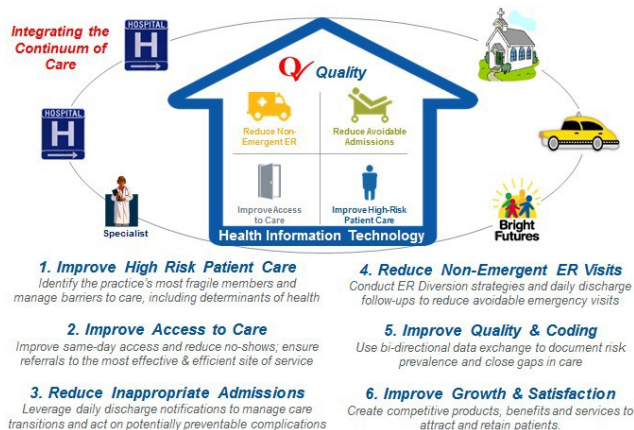 Integrating the
Continuum of
Care
HOSPITAL
H
HOSPITAL
H
Specialist
Q Quality
Reduce Non-
Emergent ER
Reduce Avoidable
Admissions
Improve Access
to Care
Improve High-Risk
Patient Care
Health Information Technology
Bright
Futures
1. Improve High Risk Patient Care
Identify the practice's most fragile members and
manage barriers to care, including determinants of health
2. Improve Access to Care
Improve same-day access and reduce no-shows; ensure
referrals to the most effective & efficient site of service
3. Reduce Inappropriate Admissions
Leverage daily discharge notifications to manage care
transitions and act on potentially preventable complications
4. Reduce Non-Emergent ER Visits
Conduct ER Diversion strategies and daily discharge
follow-ups to reduce avoidable emergency visits
5. Improve Quality & Coding
Use bi-directional data exchange to document risk
prevalence and close gaps in care
6. Improve Growth & Satisfaction
Create competitive products, benefits and services to
attract and retain patients.